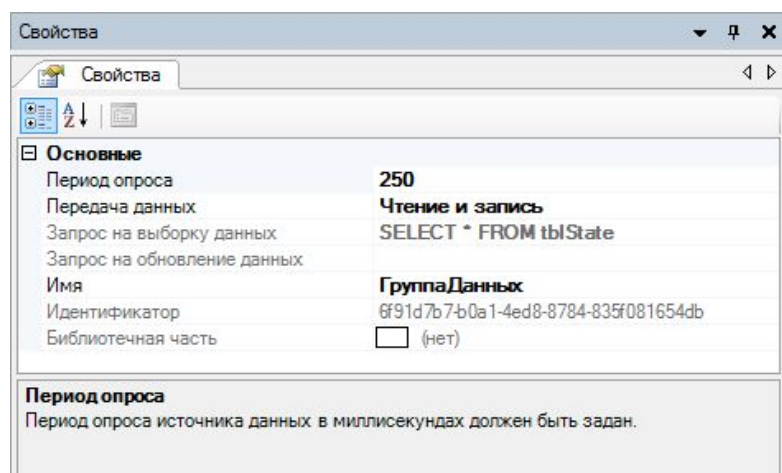 Свойства
Свойства
Основные
Период опроса 250
Передача данных Чтение и запись
Запрос на выборку данных SELECT * FROM tblState
Запрос на обновление данных
Имя ГруппаДанных
Идентификатор 6f91d7b7-b0a1-4ed8-8784-835f081654db
Библиотечная часть (нет)
Период опроса
Период опроса источника данных в миллисекундах должен быть задан.